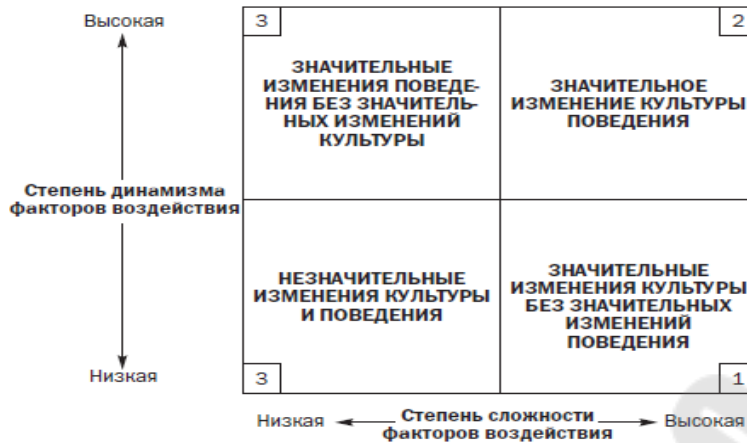 Высокая
3
2
ЗНАЧИТЕЛЬНЫЕ
ИЗМЕНЕНИЯ ПОВЕДЕ-
НИЯ БЕЗ ЗНАЧИТЕЛЬ-
НЫХ ИЗМЕНЕНИЙ
КУЛЬТУРЫ
ЗНАЧИТЕЛЬНОЕ
ИЗМЕНЕНИЕ КУЛЬТУРЫ
ПОВЕДЕНИЯ
Степень динамизма
факторов воздействия
НЕЗНАЧИТЕЛЬНЫЕ
ИЗМЕНЕНИЯ КУЛЬТУРЫ
И ПОВЕДЕНИЯ
ЗНАЧИТЕЛЬНЫЕ
ИЗМЕНЕНИЯ КУЛЬТУРЫ
БЕЗ ЗНАЧИТЕЛЬНЫХ
ИЗМЕНЕНИЙ
ПОВЕДЕНИЯ
Низкая
3
1
Низкая
Степень сложности
факторов воздействия
Высокая